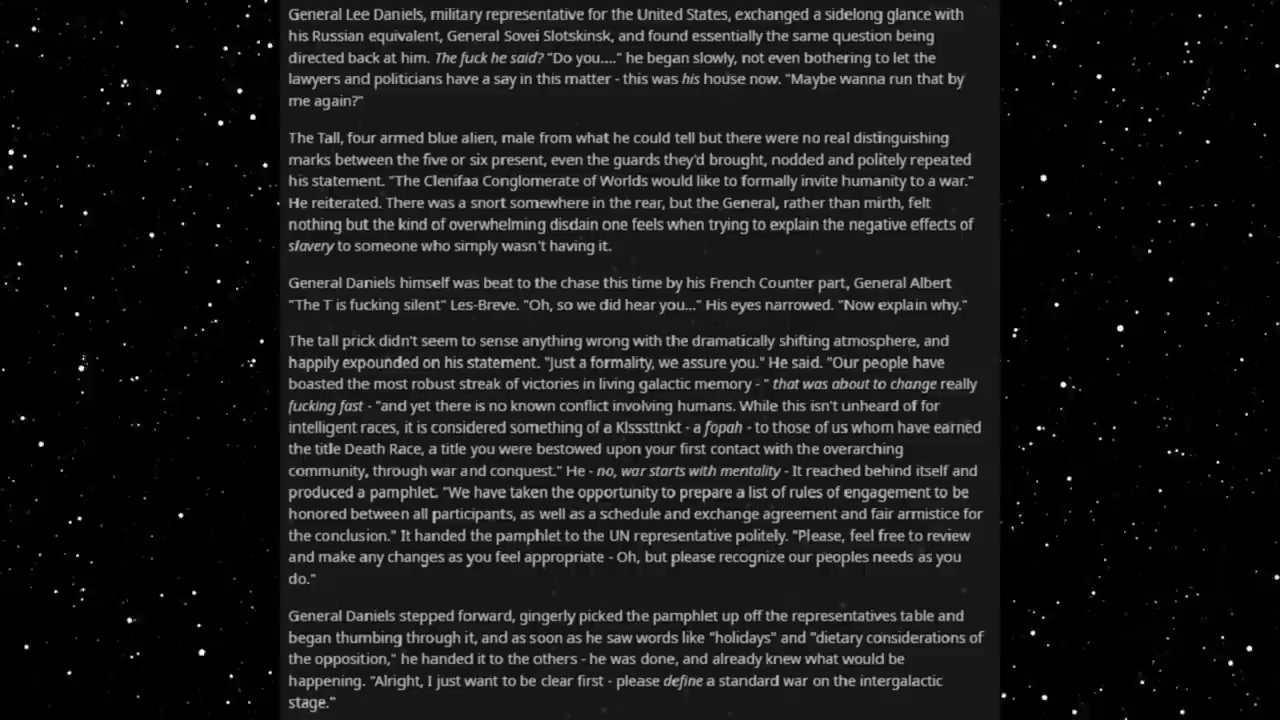 General Lee Daniels, military representative for the United States, exchanged a sidelong glance with
his Russian equivalent, General Sovei Slotskinsk, and found essentially the same question being
directed back at him. The fuck he said? "Do you...." he began slowly, not even bothering to let the
lawyers and politicians have a say in this matter - this was his house now. "Maybe wanna run that by
me again?"
The Tall, four armed blue alien, male from what he could tell but there were no real distinguishing
marks between the five or six present, even the guards they'd brought, nodded and politely repeated
his statement. "The Clenifaa Conglomerate of Worlds would like to formally invite humanity to a war."
He reiterated. There was a snort somewhere in the rear, but the General, rather than mirth, felt
nothing but the kind of overwhelming disdain one feels when trying to explain the negative effects of
slavery to someone who simply wasn't having it.
General Daniels himself was beat to the chase this time by his French Counter part, General Albert
"The T is fucking silent" Les-Breve. "Oh, so we did hear you..." His eyes narrowed. "Now explain why."
The tall prick didn't seem to sense anything wrong with the dramatically shifting atmosphere, and
happily expounded on his statement. "Just a formality, we assure you." He said. "Our people have
boasted the most robust streak of victories in living galactic memory - " that was about to change really
fucking fast - "and yet there is no known conflict involving humans. While this isn't unheard of for
intelligent races, it is considered something of a Klsssttnkt - a fopah - to those of us whom have earned
the title Death Race, a title you were bestowed upon your first contact with the overarching
community, through war and conquest." He - no, war starts with mentality - It reached behind itself and
produced a pamphlet. "We have taken the opportunity to prepare a list of rules of engagement to be
honored between all participants, as well as a schedule and exchange agreement and fair armistice for
the conclusion." It handed the pamphlet to the UN representative politely. "Please, feel free to review
and make any changes as you feel appropriate - Oh, but please recognize our peoples needs as you
do."
General Daniels stepped forward, gingerly picked the pamphlet up off the representatives table and
began thumbing through it, and as soon as he saw words like "holidays" and "dietary considerations of
the opposition," he handed it to the others - he was done, and already knew what would be
happening. "Alright, I just want to be clear first - please define a standard war on the intergalactic
stage."